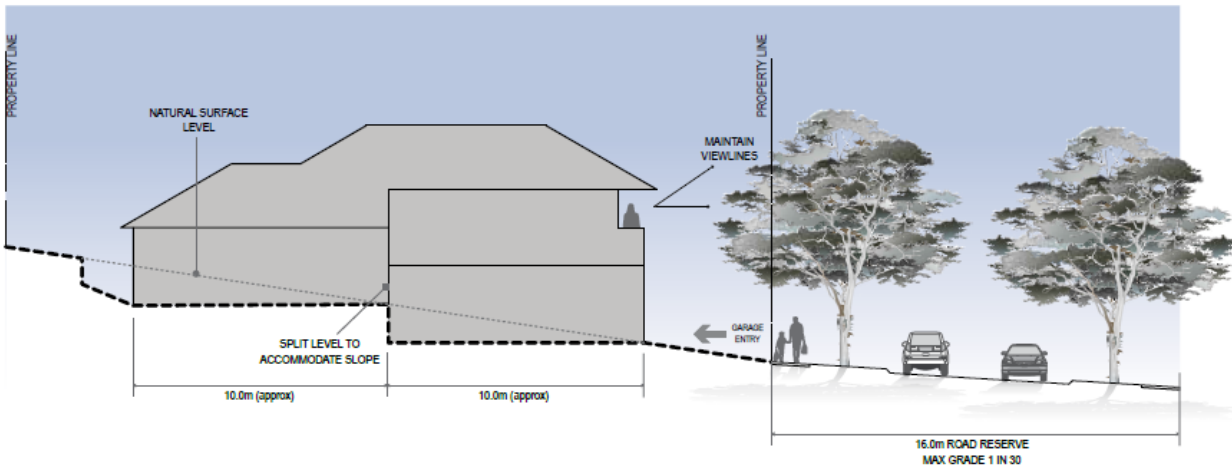 PROPERTY LINE
NATURAL SURFACE
LEVEL
PROPERTY LINE
MAINTAIN
VIEWLINES
SPLIT LEVEL TO
ACCOMMODATE SLOPE
GARAGE
ENTRY
10.0m (approx)
10.0m (approx)
16.0m ROAD RESERVE
MAX GRADE 1 IN 30